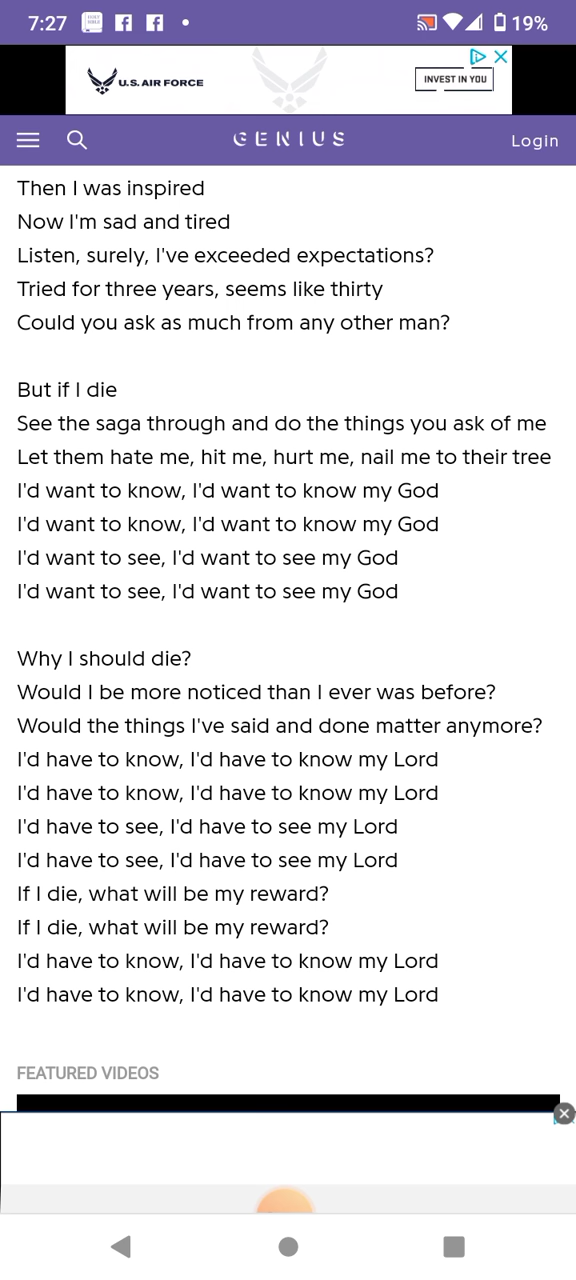 7:27
HOLY BIBLE
19%
U.S. AIR FORCE
INVEST IN YOU
GENIUS
Login
Then I was inspired
Now I'm sad and tired
Listen, surely, I've exceeded expectations?
Tried for three years, seems like thirty
Could you ask as much from any other man?
But if I die
See the saga through and do the things you ask of me
Let them hate me, hit me, hurt me, nail me to their tree
I'd want to know, I'd want to know my God
I'd want to know, I'd want to know my God
I'd want to see, I'd want to see my God
I'd want to see, I'd want to see my God
Why I should die?
Would I be more noticed than I ever was before?
Would the things I've said and done matter anymore?
I'd have to know, I'd have to know my Lord
I'd have to know, I'd have to know my Lord
I'd have to see, I'd have to see my Lord
I'd have to see, I'd have to see my Lord
If I die, what will be my reward?
If I die, what will be my reward?
I'd have to know, I'd have to know my Lord
I'd have to know, I'd have to know my Lord
FEATURED VIDEOS